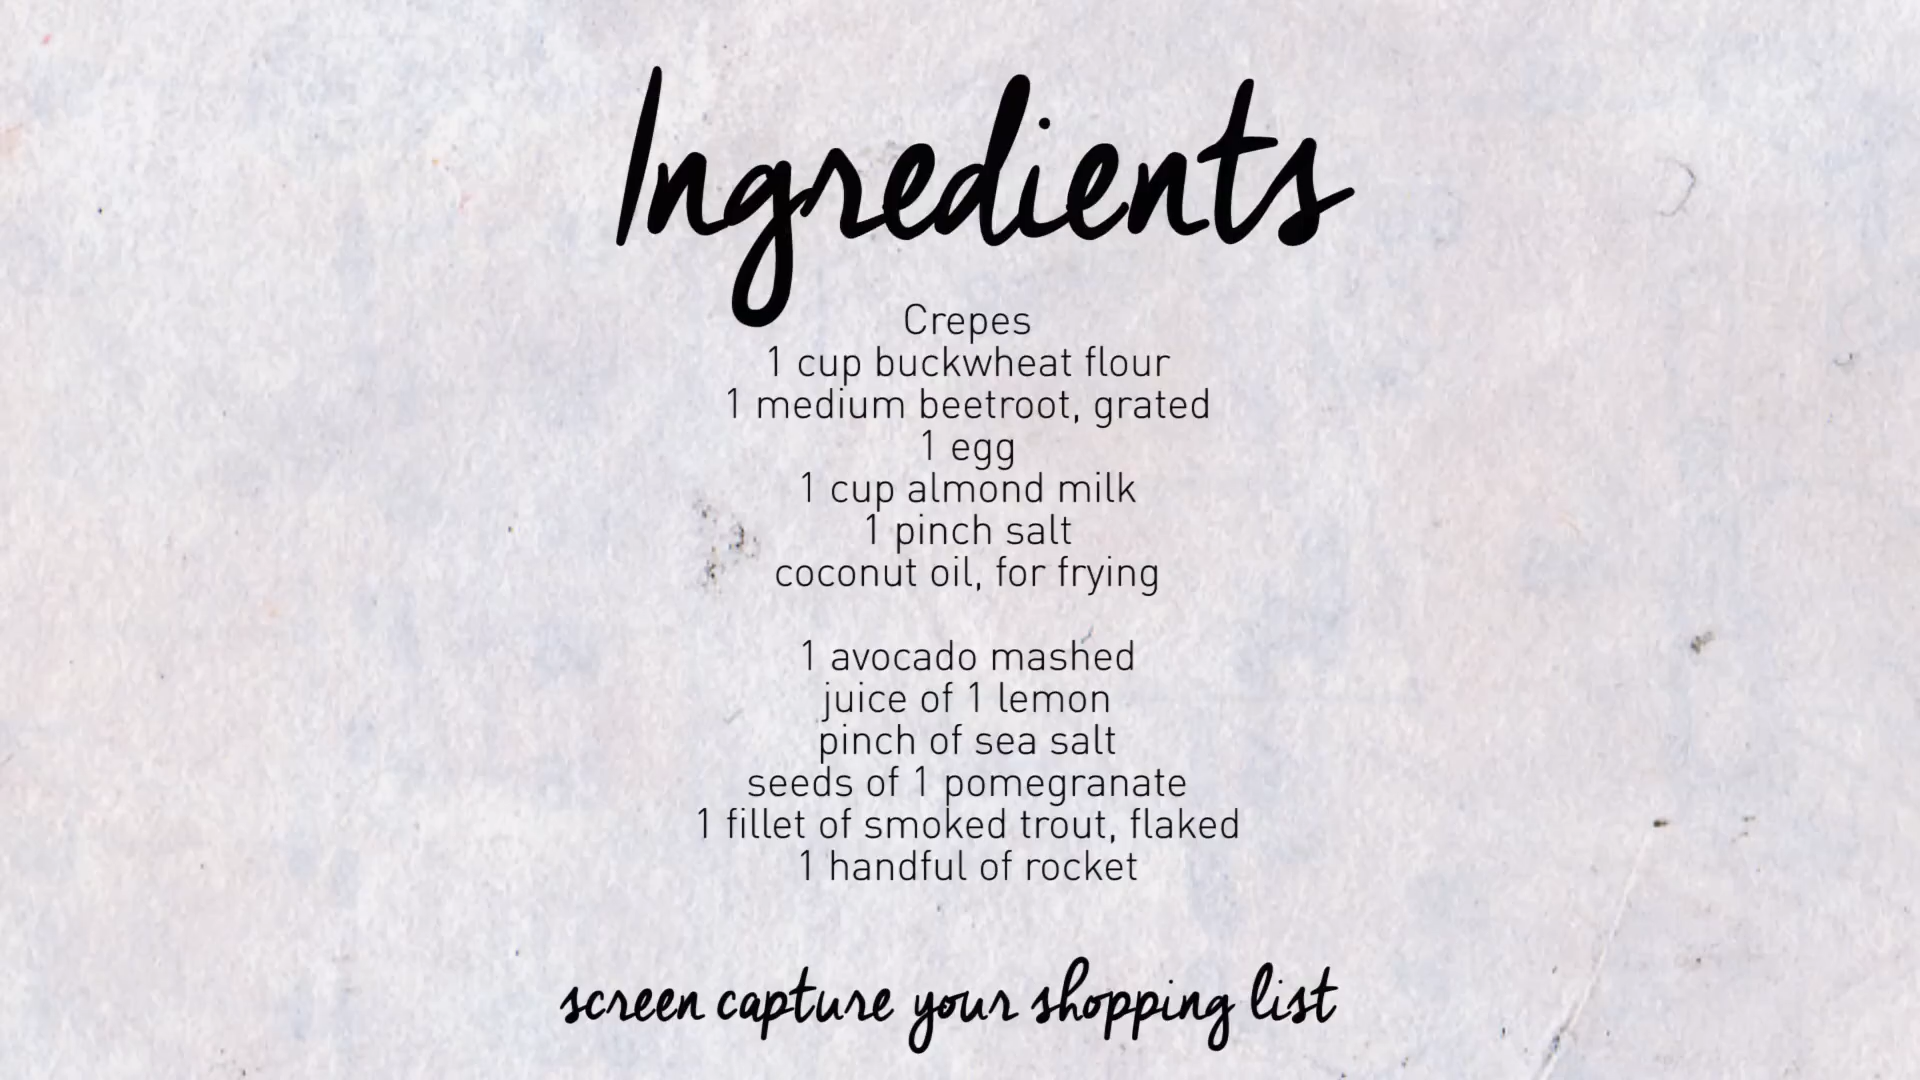 Ingredients
Crepes
1 cup buckwheat flour
1 medium beetroot, grated
1 egg
1 cup almond milk
1 pinch salt
coconut oil, for frying
1 avocado mashed
juice of 1 lemon
pinch of sea salt
seeds of 1 pomegranate
1 fillet of smoked trout, flaked
1 handful of rocket
screen capture your shopping list